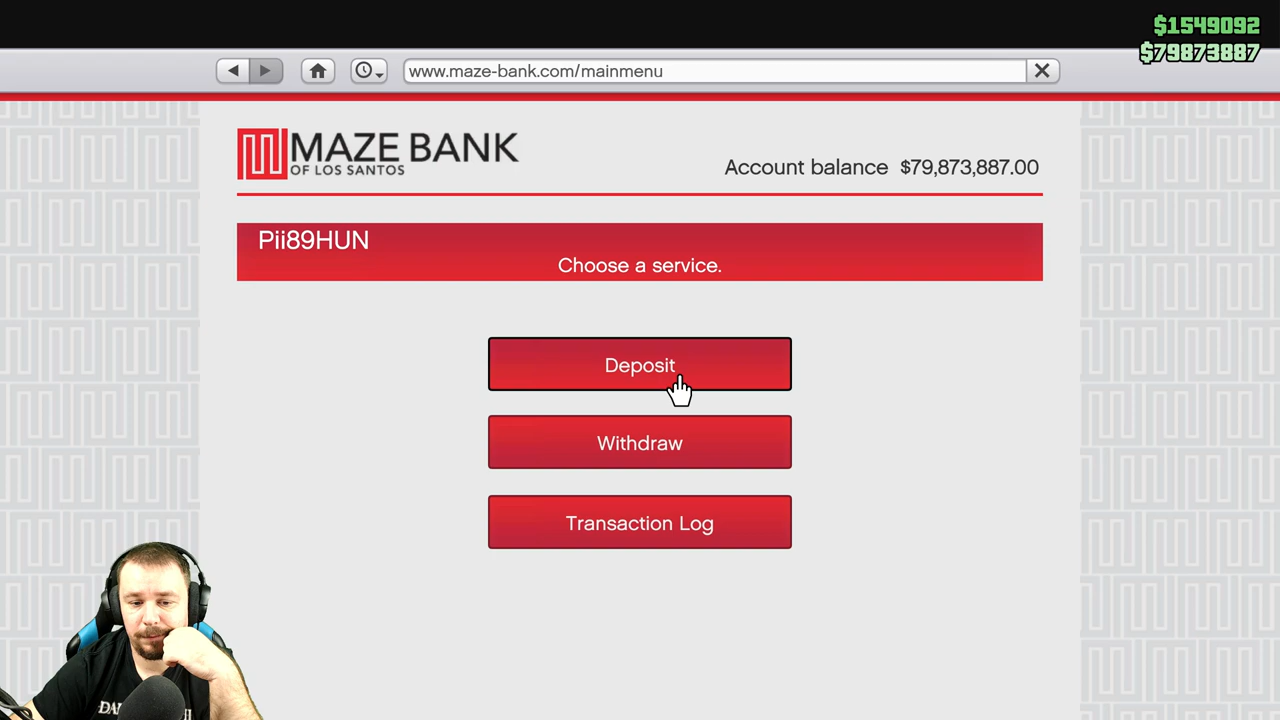 $1549092
$79873887
www.maze-bank.com/mainmenu
MAZE BANK
OF LOS SANTOS
Account balance $79,873,887.00
Pii89HUN
Choose a service.
Deposit
Withdraw
Transaction Log